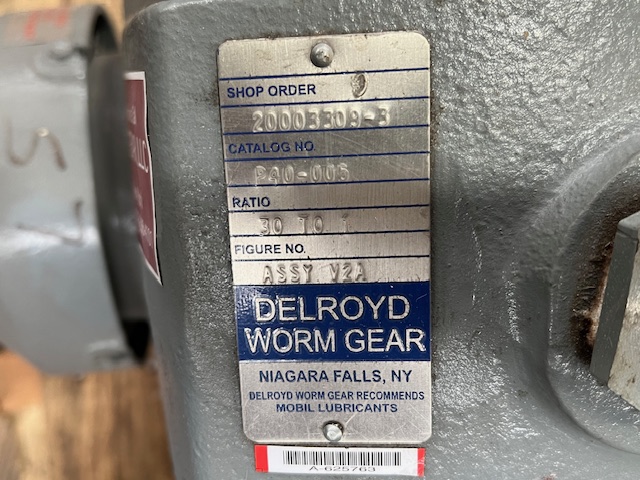 SHOP ORDER
20003309-3
CATALOG NO
P40-00S
RATIO
30 TO 1
FIGURE NO.
ASSY V2A
DELROYD
WORM GEAR
NIAGARA FALLS, NY
DELROYD WORM GEAR RECOMMENDS
MOBIL LUBRICANTS
A-625763